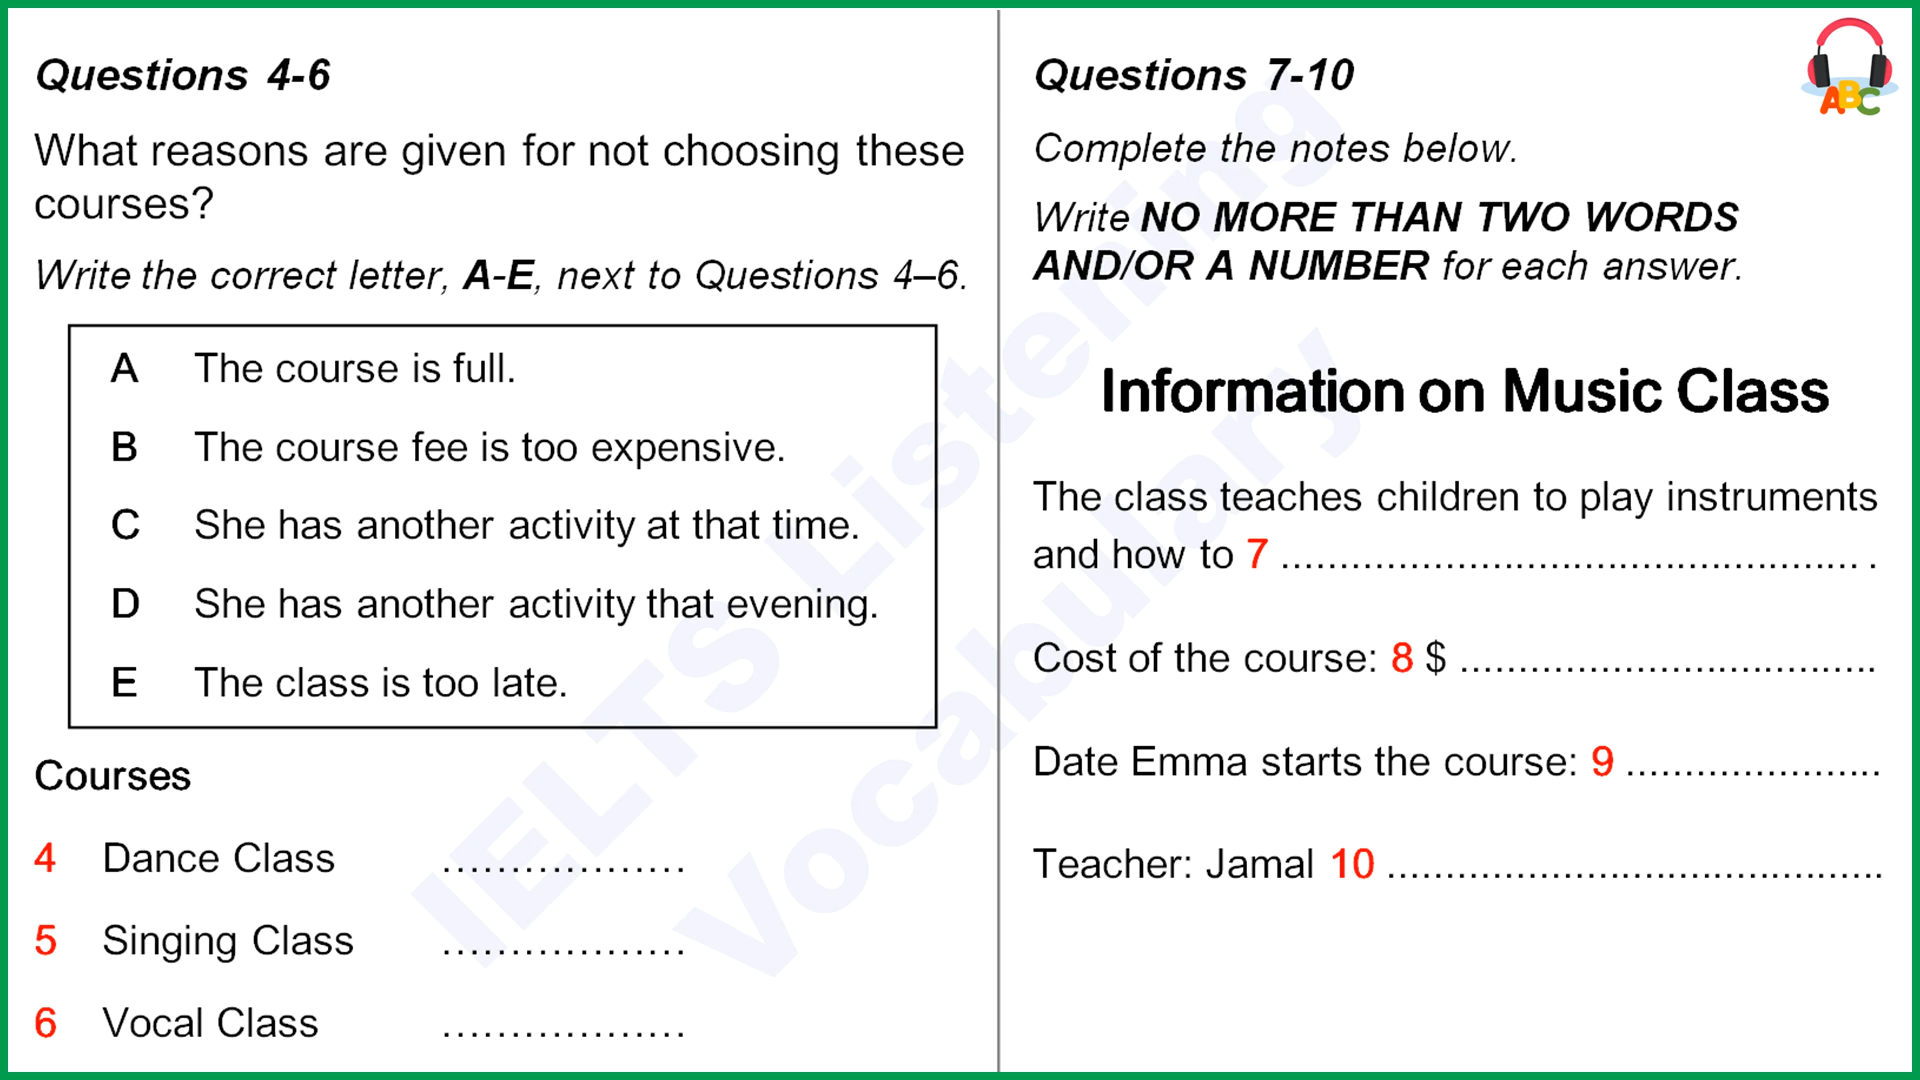 Questions 4-6
What reasons are given for not choosing these
courses?
Write the correct letter, A-E, next to Questions 4–6.
A The course is full.
B The course fee is too expensive.
C She has another activity at that time.
D She has another activity that evening.
E The class is too late.
Courses
4 Dance Class ..................
5 Singing Class ..................
6 Vocal Class ..................
Questions 7-10
Complete the notes below.
Write NO MORE THAN TWO WORDS
AND/OR A NUMBER for each answer.
Information on Music Class
The class teaches children to play instruments
and how to 7 ................................................. .
Cost of the course: 8 $ ....................................
Date Emma starts the course: 9 ......................
Teacher: Jamal 10 ..........................................
ABC
IELTS Listening
Vocabulary